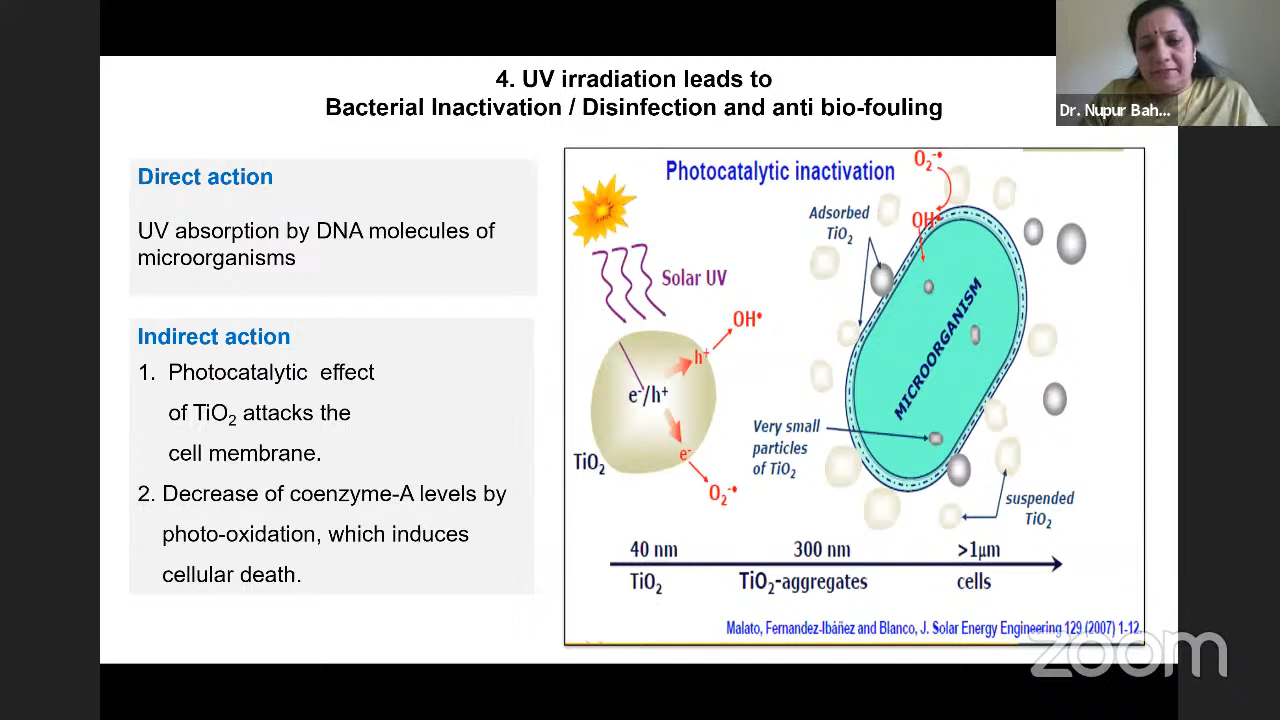 4. UV irradiation leads to
Bacterial Inactivation / Disinfection and anti bio-fouling
Dr. Nupur Bah...
Direct action
UV absorption by DNA molecules of
microorganisms
Indirect action
1. Photocatalytic effect
of TiO₂ attacks the
cell membrane.
2. Decrease of coenzyme-A levels by
photo-oxidation, which induces
cellular death.
Photocatalytic inactivation
O₂⁻•
Adsorbed
TiO₂
OH•
Solar UV
OH•
h⁺
e⁻/h⁺
MICROORGANISM
Very small
particles
of TiO₂
e⁻
TiO₂
O₂⁻•
suspended
TiO₂
40 nm 300 nm >1µm
TiO₂ TiO₂-aggregates cells
Malato, Fernandez-Ibáñez and Blanco, J. Solar Energy Engineering 129 (2007) 1-12.
zoom